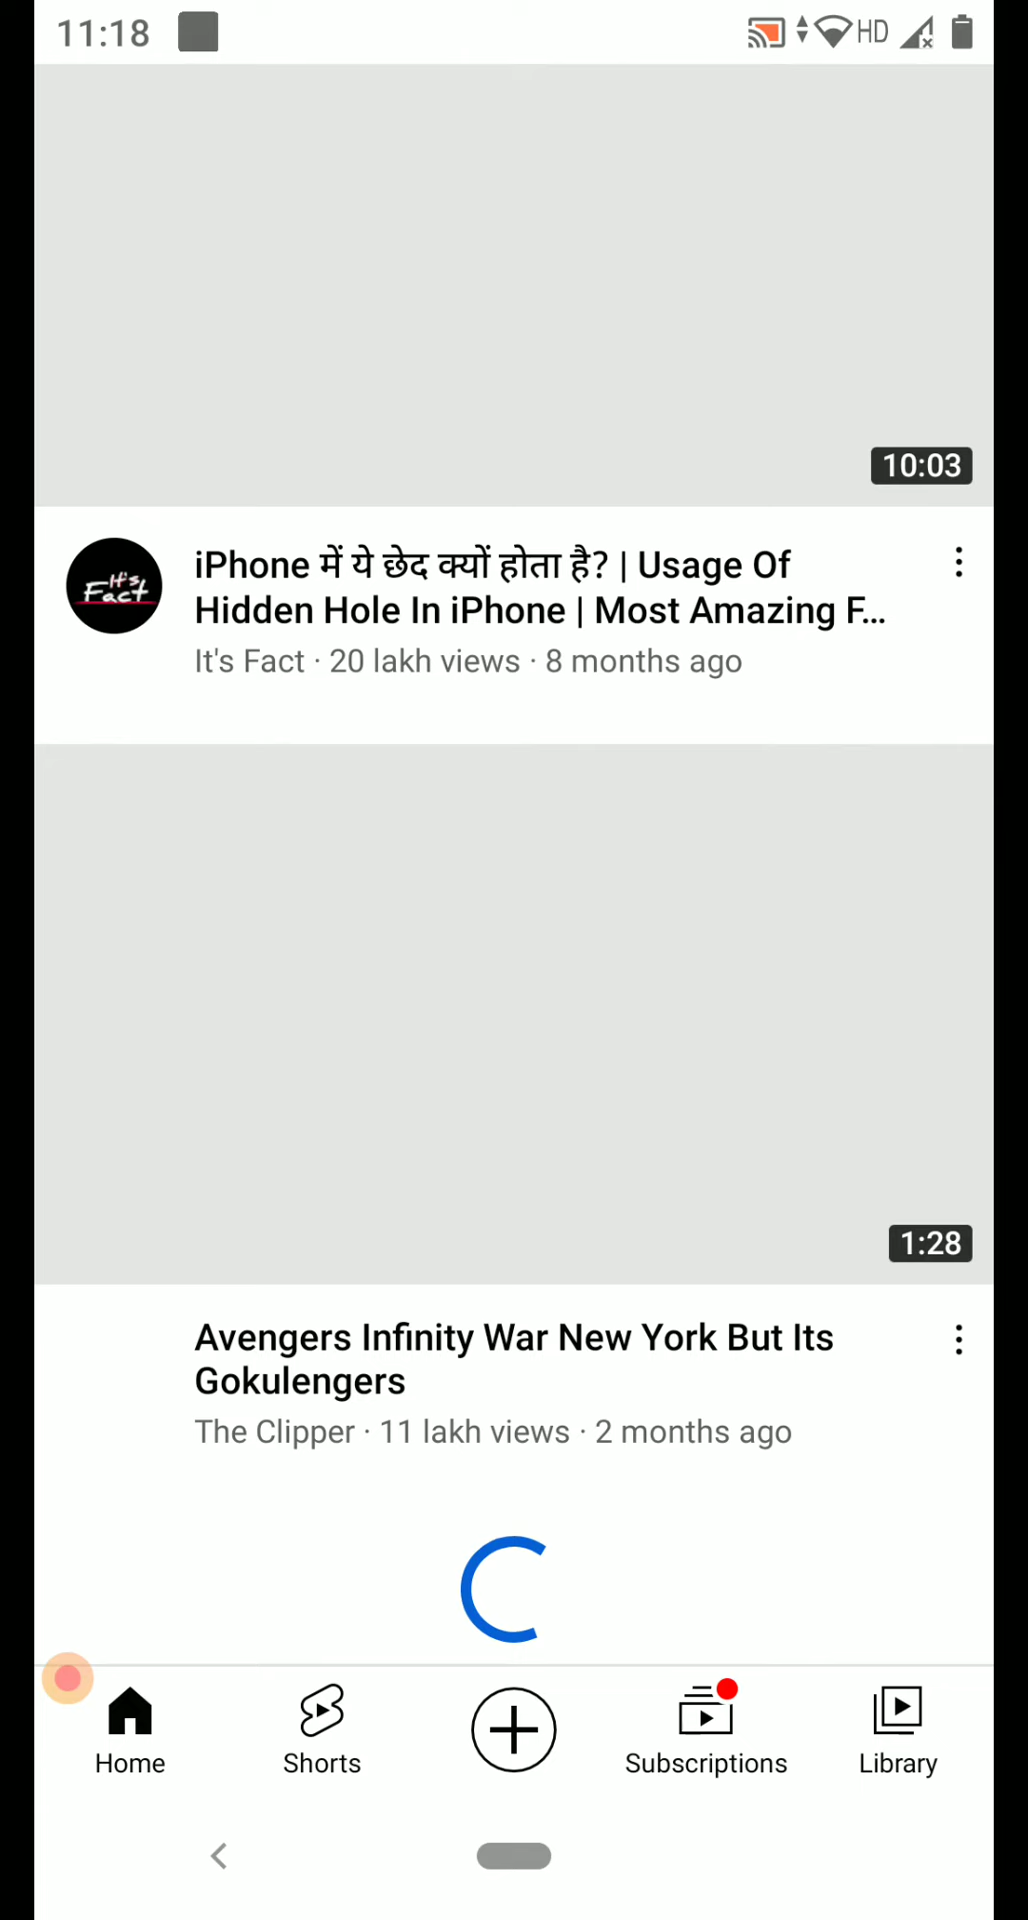 11:18
HD
10:03
It's
Fact
iPhone में ये छेद क्यों होता है? | Usage Of
Hidden Hole In iPhone | Most Amazing F...
It's Fact · 20 lakh views · 8 months ago
1:28
Avengers Infinity War New York But Its
Gokulengers
The Clipper · 11 lakh views · 2 months ago
Home
Shorts
Subscriptions
Library